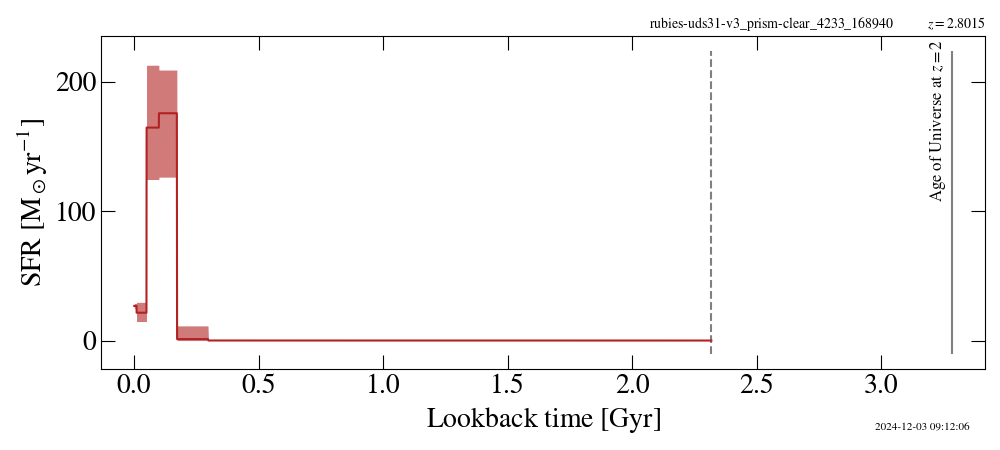 rubies-uds31-v3_prism-clear_4233_168940 z = 2.8015
SFR [M⊙yr⁻¹]
200
100
0
Age of Universe at z = 2
0.0 0.5 1.0 1.5 2.0 2.5 3.0
Lookback time [Gyr]
2024-12-03 09:12:06